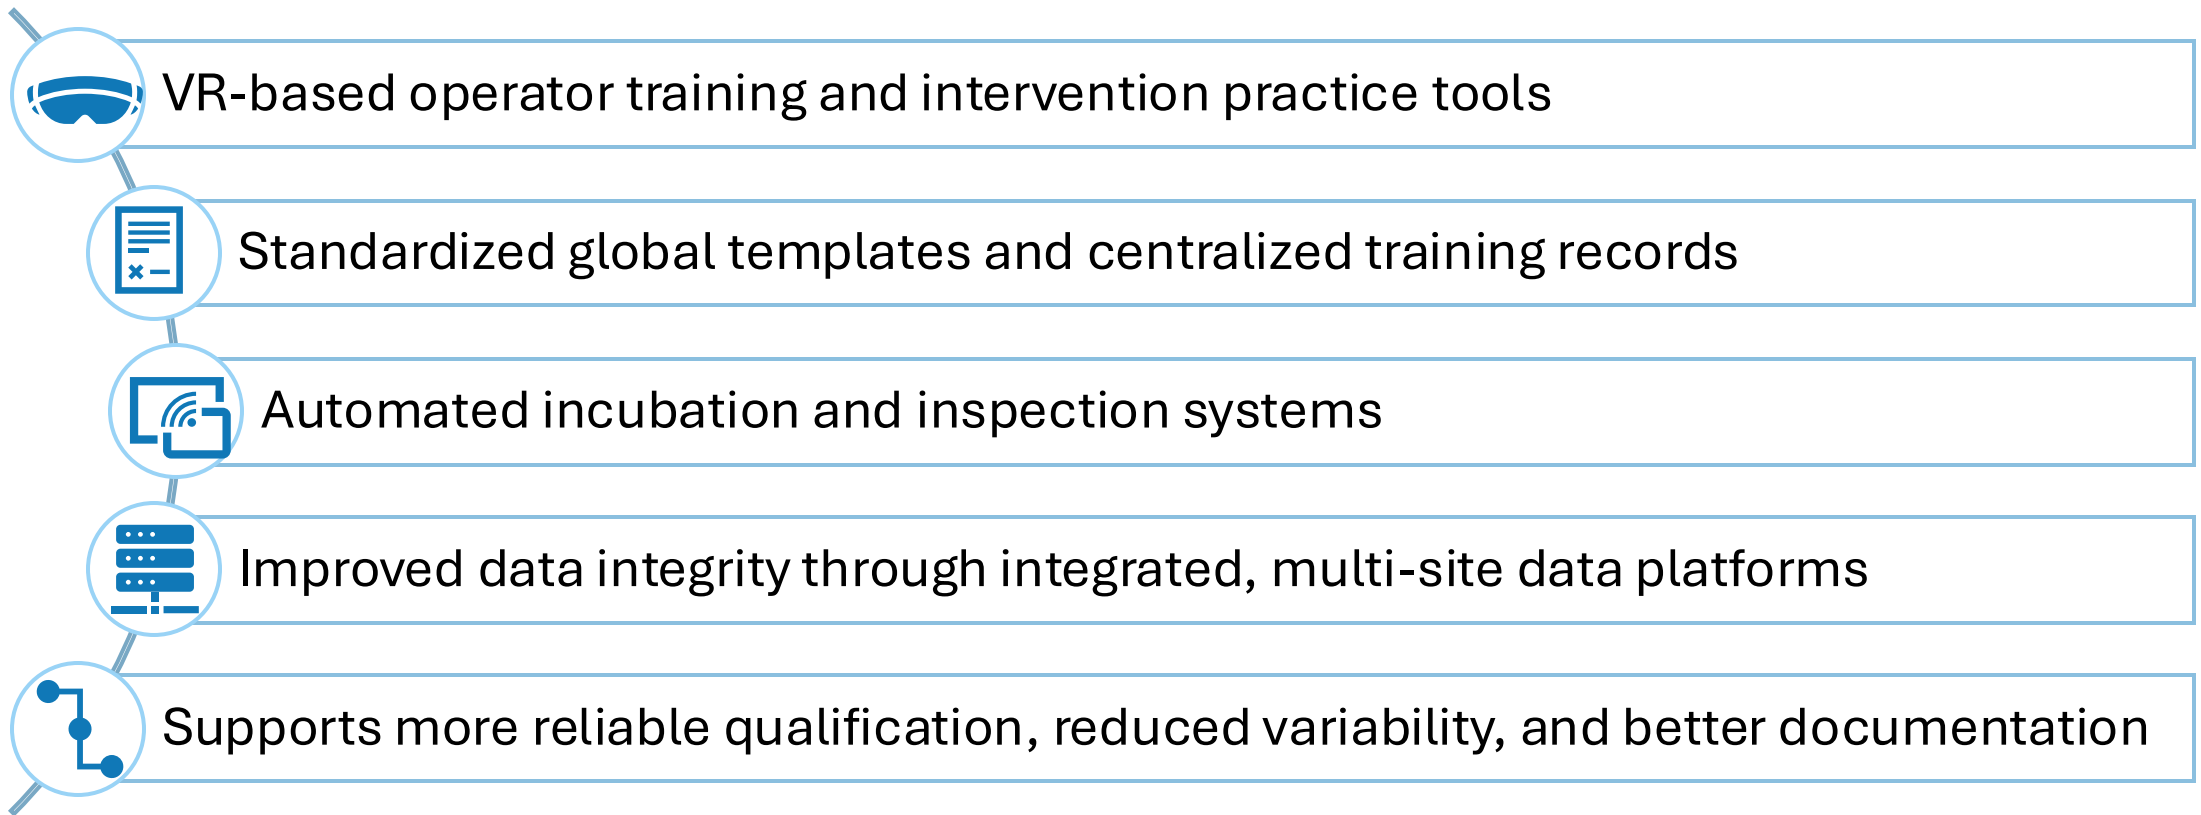 VR-based operator training and intervention practice tools
Standardized global templates and centralized training records
Automated incubation and inspection systems
Improved data integrity through integrated, multi-site data platforms
Supports more reliable qualification, reduced variability, and better documentation